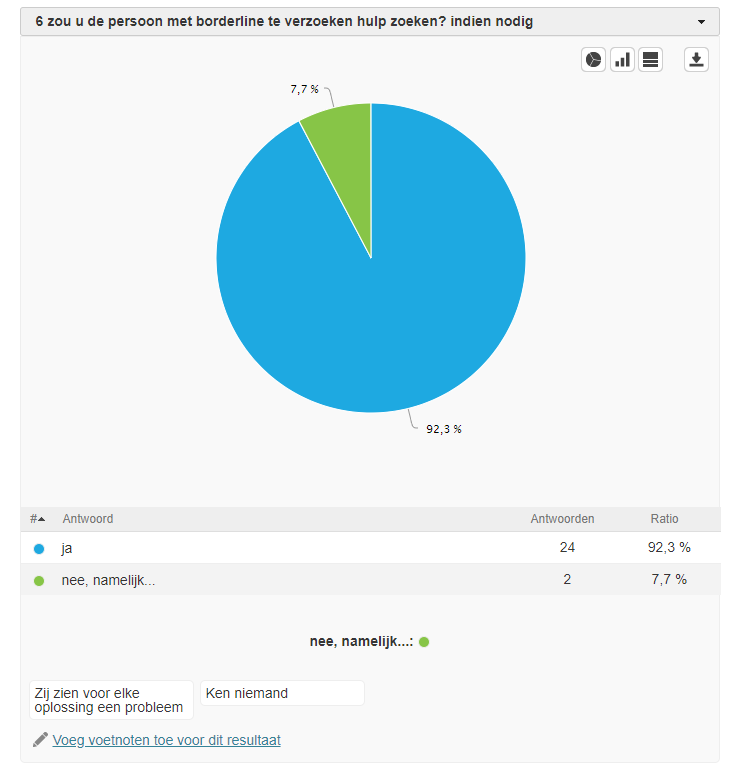 6 zou u de persoon met borderline te verzoeken hulp zoeken? indien nodig
7,7 %
92,3 %
# Antwoord Antwoorden Ratio
ja 24 92,3 %
nee, namelijk... 2 7,7 %
nee, namelijk...:
Zij zien voor elke
oplossing een probleem
Ken niemand
Voeg voetnoten toe voor dit resultaat